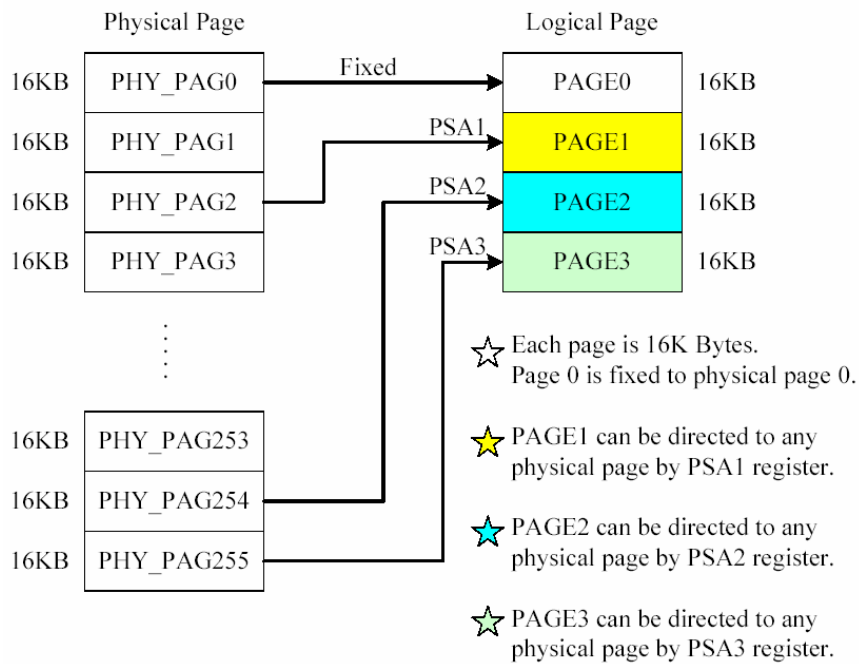 Physical Page
Logical Page
16KB PHY_PAG0 Fixed PAGE0 16KB
16KB PHY_PAG1 PSA1 PAGE1 16KB
16KB PHY_PAG2 PSA2 PAGE2 16KB
16KB PHY_PAG3 PSA3 PAGE3 16KB
16KB PHY_PAG253
16KB PHY_PAG254
16KB PHY_PAG255
Each page is 16K Bytes.
Page 0 is fixed to physical page 0.
PAGE1 can be directed to any
physical page by PSA1 register.
PAGE2 can be directed to any
physical page by PSA2 register.
PAGE3 can be directed to any
physical page by PSA3 register.